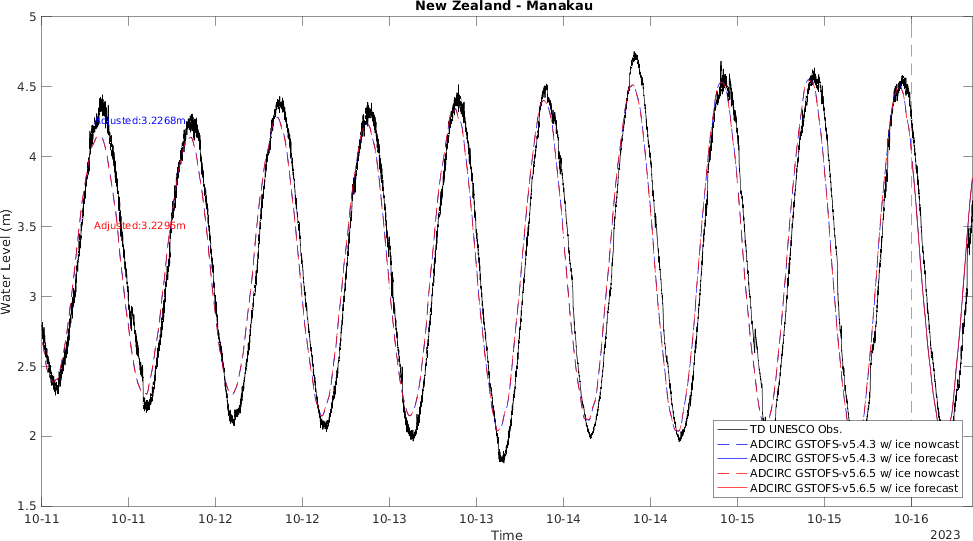 New Zealand - Manakau
5
4.5
4
3.5
3
2.5
2
1.5
Water Level (m)
Adjusted:3.2268m
Adjusted:3.2296m
TD UNESCO Obs.
ADCIRC GSTOFS-v5.4.3 w/ ice nowcast
ADCIRC GSTOFS-v5.4.3 w/ ice forecast
ADCIRC GSTOFS-v5.6.5 w/ ice nowcast
ADCIRC GSTOFS-v5.6.5 w/ ice forecast
10-11 10-11 10-12 10-12 10-13 10-13 10-14 10-14 10-15 10-15 10-16
Time
2023